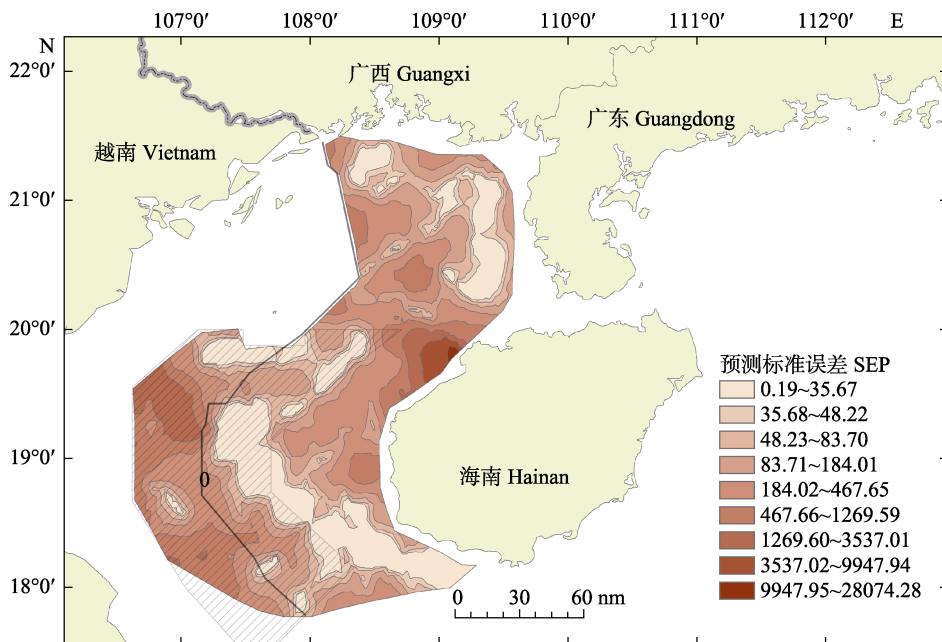 107°0′ 108°0′ 109°0′ 110°0′ 111°0′ 112°0′ E
N
22°0′
广西 Guangxi
广东 Guangdong
越南 Vietnam
21°0′
20°0′
预测标准误差 SEP
0.19~35.67
35.68~48.22
48.23~83.70
83.71~184.01
184.02~467.65
467.66~1269.59
1269.60~3537.01
3537.02~9947.94
9947.95~28074.28
19°0′
海南 Hainan
0
18°0′
0 30 60 nm